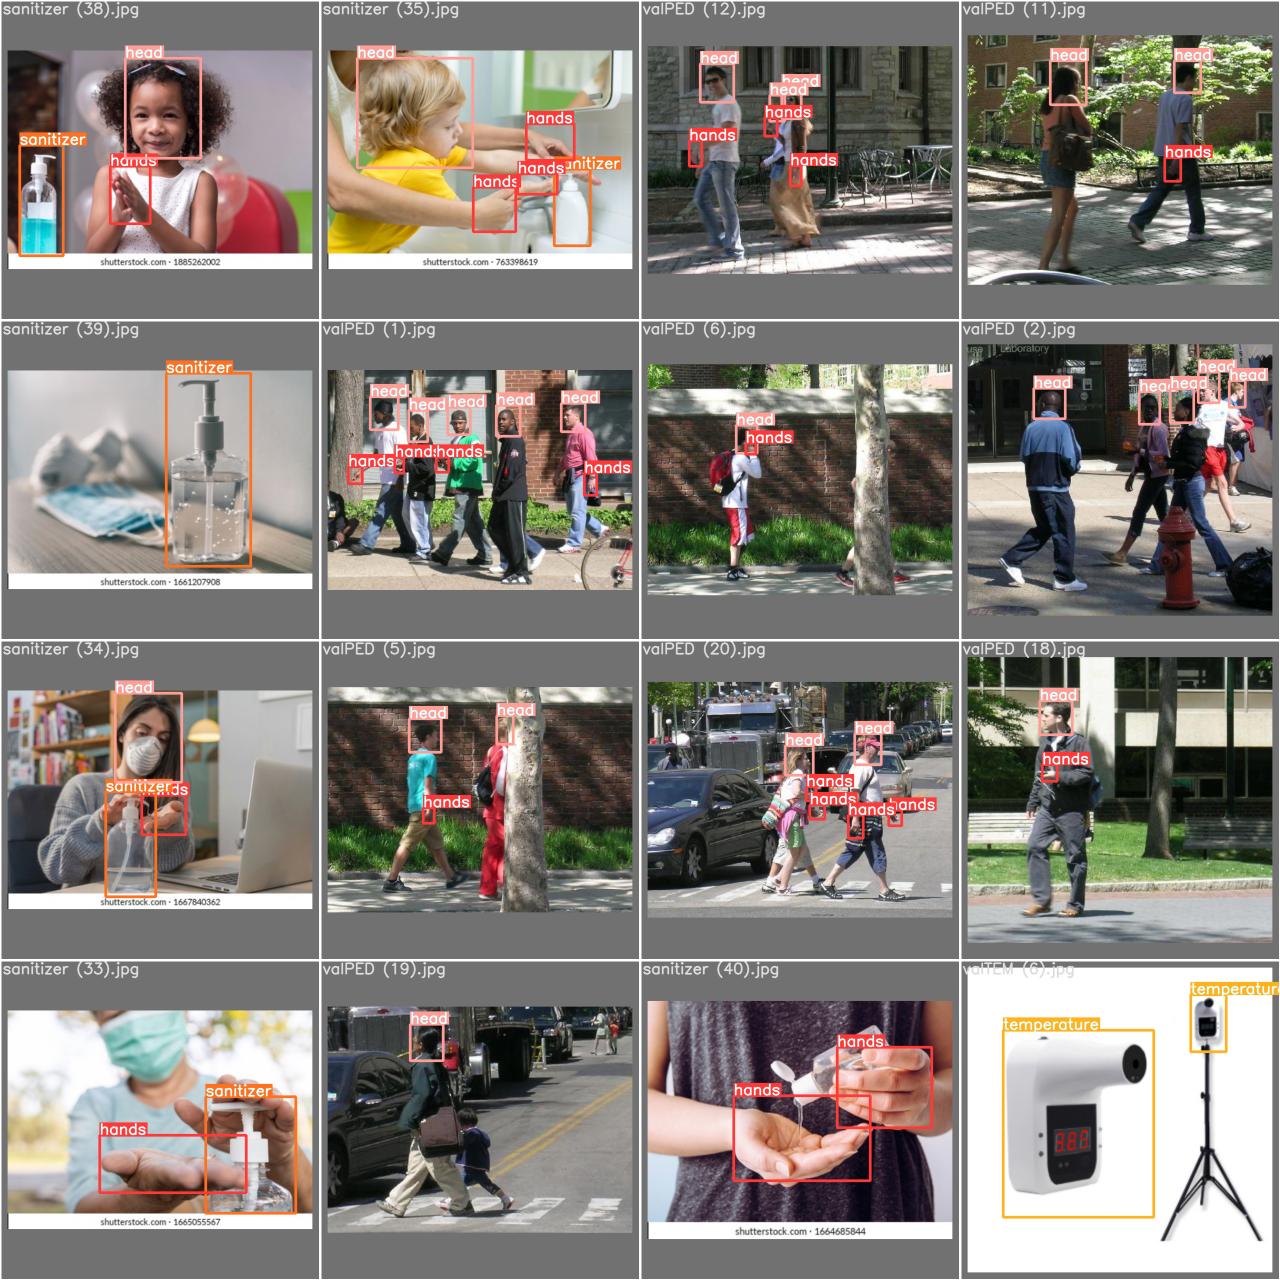 sanitizer (38).jpg
head
sanitizer
hands
shutterstock.com · 1885262002
sanitizer (35).jpg
head
hands
hands
sanitizer
hands
shutterstock.com · 763398619
valPED (12).jpg
head
head
head
hands
hands
hands
valPED (11).jpg
head
head
hands
sanitizer (39).jpg
sanitizer
shutterstock.com · 1661207908
valPED (1).jpg
head
head
head
head
head
hands
hands
hands
hands
valPED (6).jpg
head
hands
valPED (2).jpg
Laboratory
head
head
head
head
head
sanitizer (34).jpg
head
sanitizer
hands
shutterstock.com · 1667840362
valPED (5).jpg
head
head
hands
valPED (20).jpg
head
head
hands
hands
hands
hands
valPED (18).jpg
head
hands
sanitizer (33).jpg
sanitizer
hands
shutterstock.com · 1665055567
valPED (19).jpg
head
sanitizer (40).jpg
hands
hands
shutterstock.com · 1664685844
valTEM (6).jpg
temperature
temperature